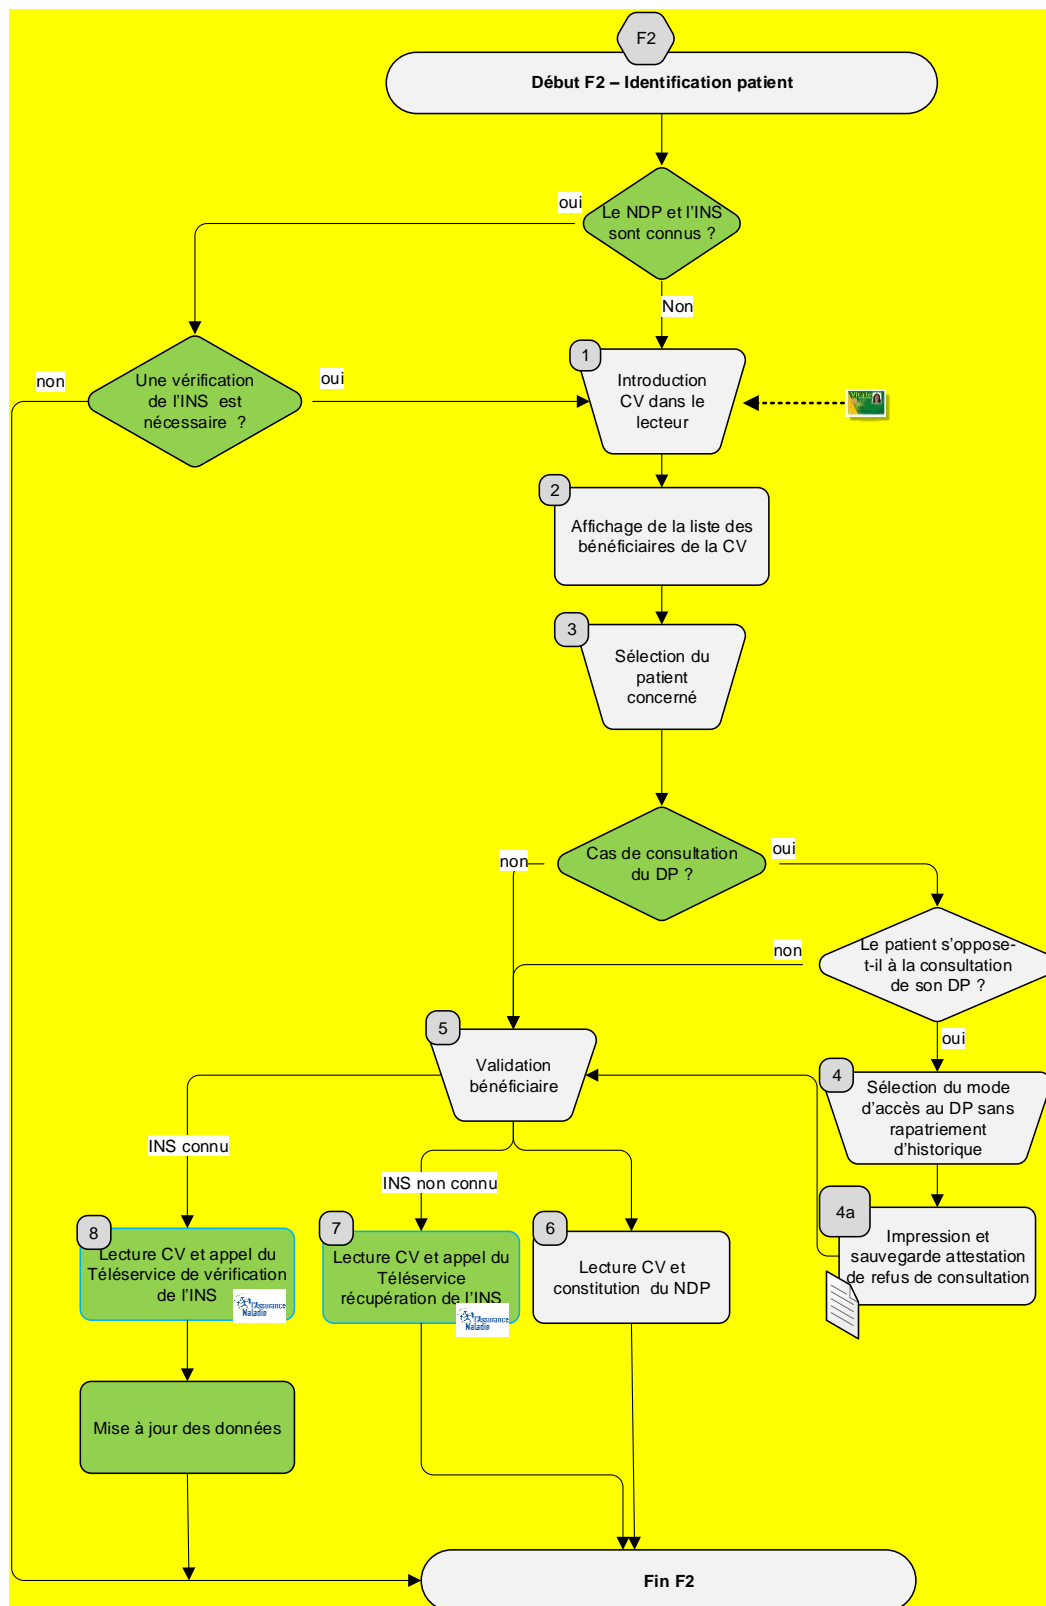 F2
Début F2 – Identification patient
oui
Le NDP et l'INS
sont connus ?
Non
non
Une vérification
de l'INS est
nécessaire ?
oui
1
Introduction
CV dans le
lecteur
2
Affichage de la liste des
bénéficiaires de la CV
3
Sélection du
patient
concerné
non
Cas de consultation
du DP ?
oui
non
Le patient s'oppose-
t-il à la consultation
de son DP ?
oui
5
Validation
bénéficiaire
4
Sélection du mode
d'accès au DP sans
rapatriement
d'historique
INS connu
INS non connu
4a
Impression et
sauvegarde attestation
de refus de consultation
8
Lecture CV et appel du
Téléservice de vérification
de l'INS
l'Assurance
Maladie
7
Lecture CV et appel du
Téléservice
récupération de l'INS
l'Assurance
Maladie
6
Lecture CV et
constitution du NDP
Mise à jour des données
Fin F2